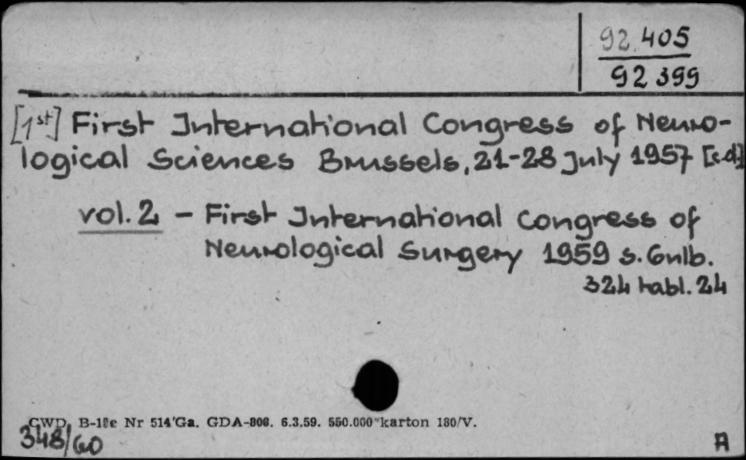 92.405
92 399
[1st] First International Congress of Neuro-
logical Sciences Brussels, 21-28 July 1957 [c.d.]
vol. 2 - First International Congress of
Neurological Surgery 1959 s. 6nlb.
324 tabl. 24
CWD, B-18c Nr 514'Ga. GDA-806. 6.3.59. 550.000 karton 180/V.
348/60
A